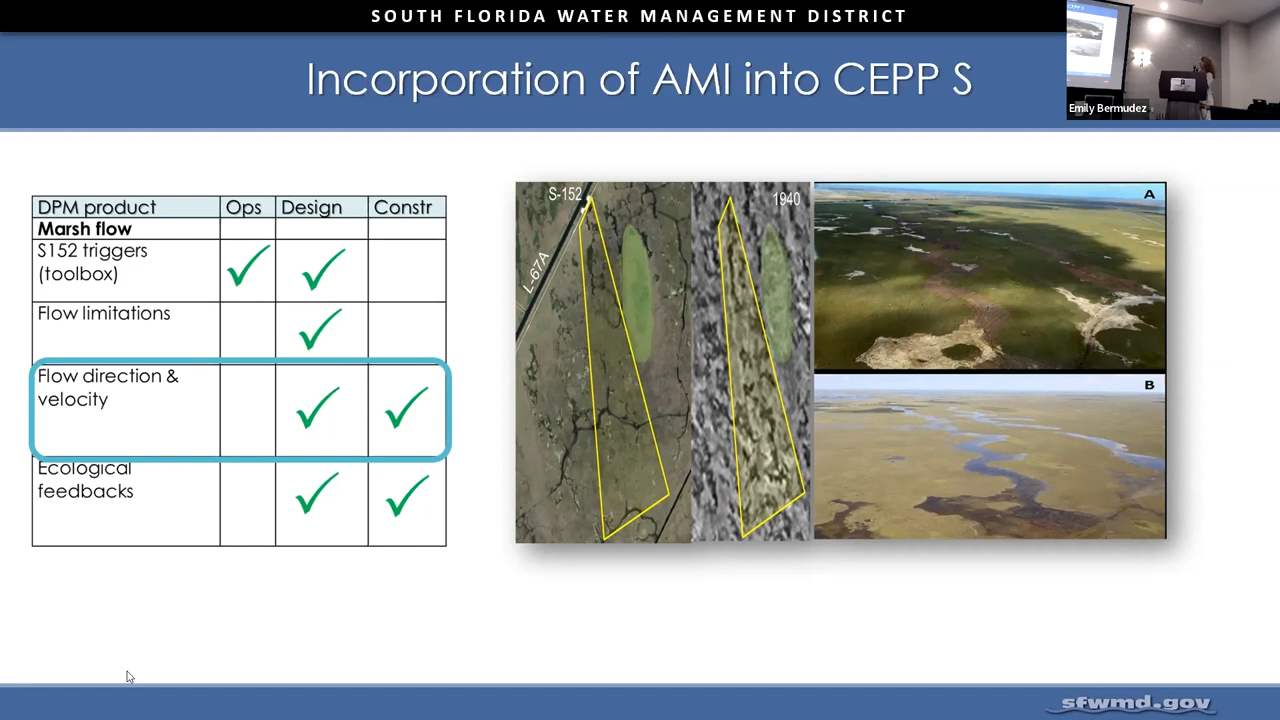 SOUTH FLORIDA WATER MANAGEMENT DISTRICT
Incorporation of AMI into CEPP S
Emily Bermudez
DPM product Ops Design Constr
Marsh flow
S152 triggers
(toolbox)
Flow limitations
Flow direction &
velocity
Ecological
feedbacks
S-152
L-67A
1940
A
B
sfwmd.gov